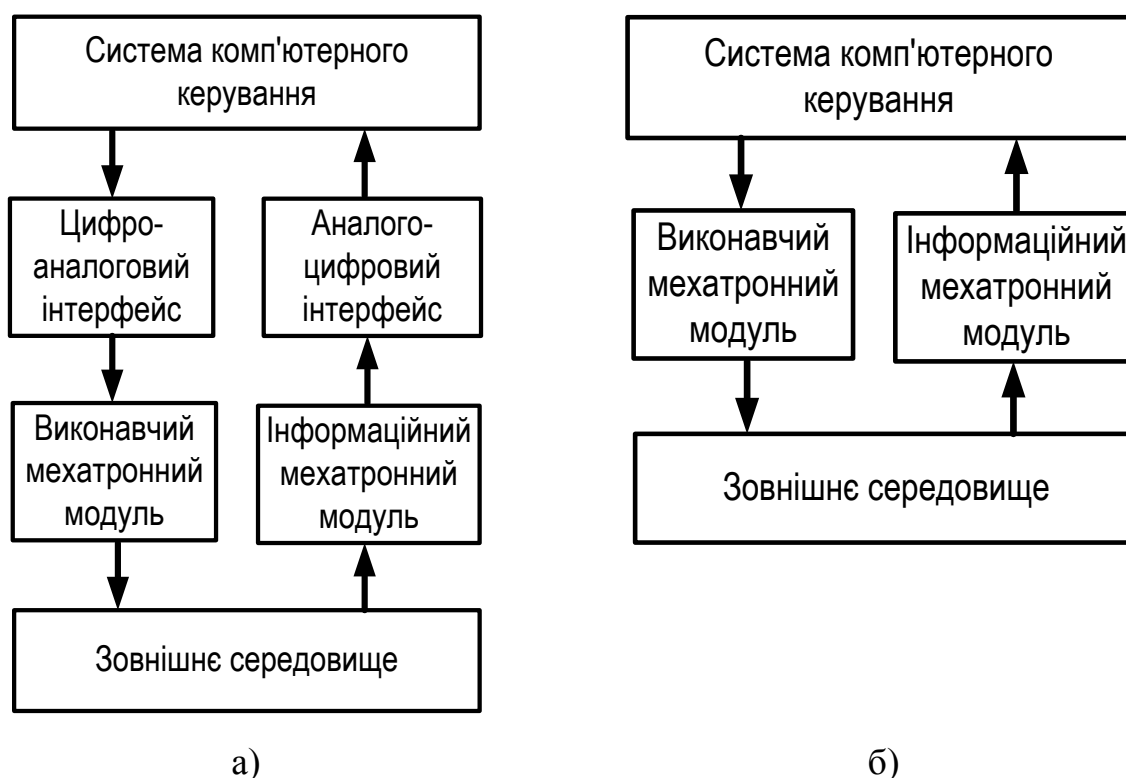 Система комп'ютерного
керування
Цифро-
аналоговий
інтерфейс
Аналого-
цифровий
інтерфейс
Виконавчий
мехатронний
модуль
Інформаційний
мехатронний
модуль
Зовнішнє середовище
а)
Система комп'ютерного
керування
Виконавчий
мехатронний
модуль
Інформаційний
мехатронний
модуль
Зовнішнє середовище
б)